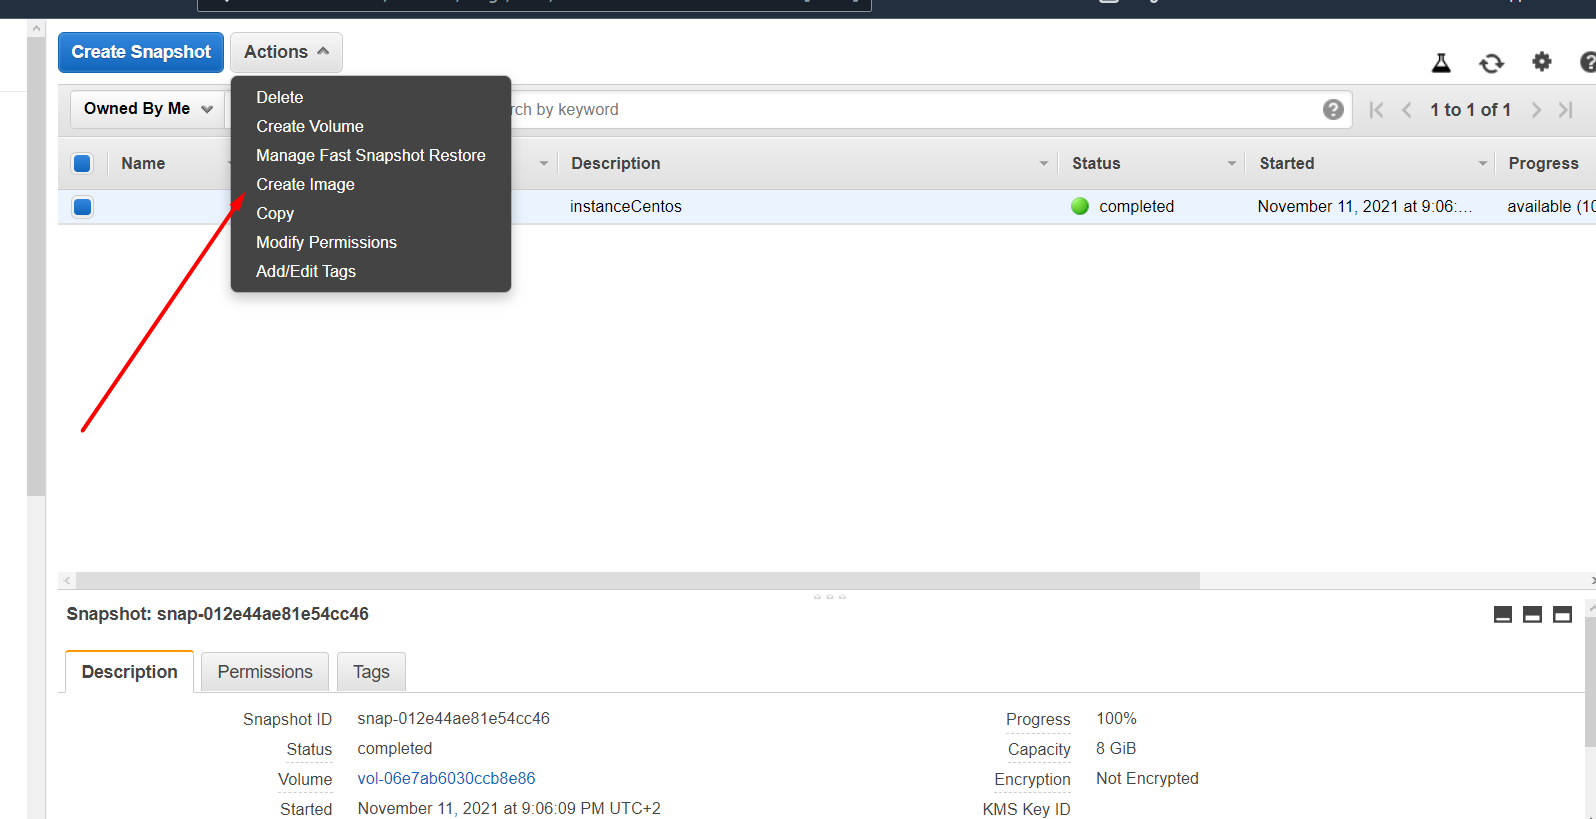 Create Snapshot
Actions
Delete
Create Volume
Manage Fast Snapshot Restore
Create Image
Copy
Modify Permissions
Add/Edit Tags
Owned By Me
by keyword
1 to 1 of 1
Name
Description
Status
Started
Progress
instanceCentos
completed
November 11, 2021 at 9:06:...
available (10
Snapshot: snap-012e44ae81e54cc46
Description
Permissions
Tags
Snapshot ID snap-012e44ae81e54cc46
Progress 100%
Status completed
Capacity 8 GiB
Volume vol-06e7ab6030ccb8e86
Encryption Not Encrypted
Started November 11, 2021 at 9:06:09 PM UTC+2
KMS Key ID